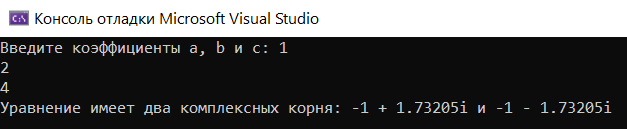 Консоль отладки Microsoft Visual Studio
Введите коэффициенты a, b и c: 1
2
4
Уравнение имеет два комплексных корня: -1 + 1.73205i и -1 - 1.73205i